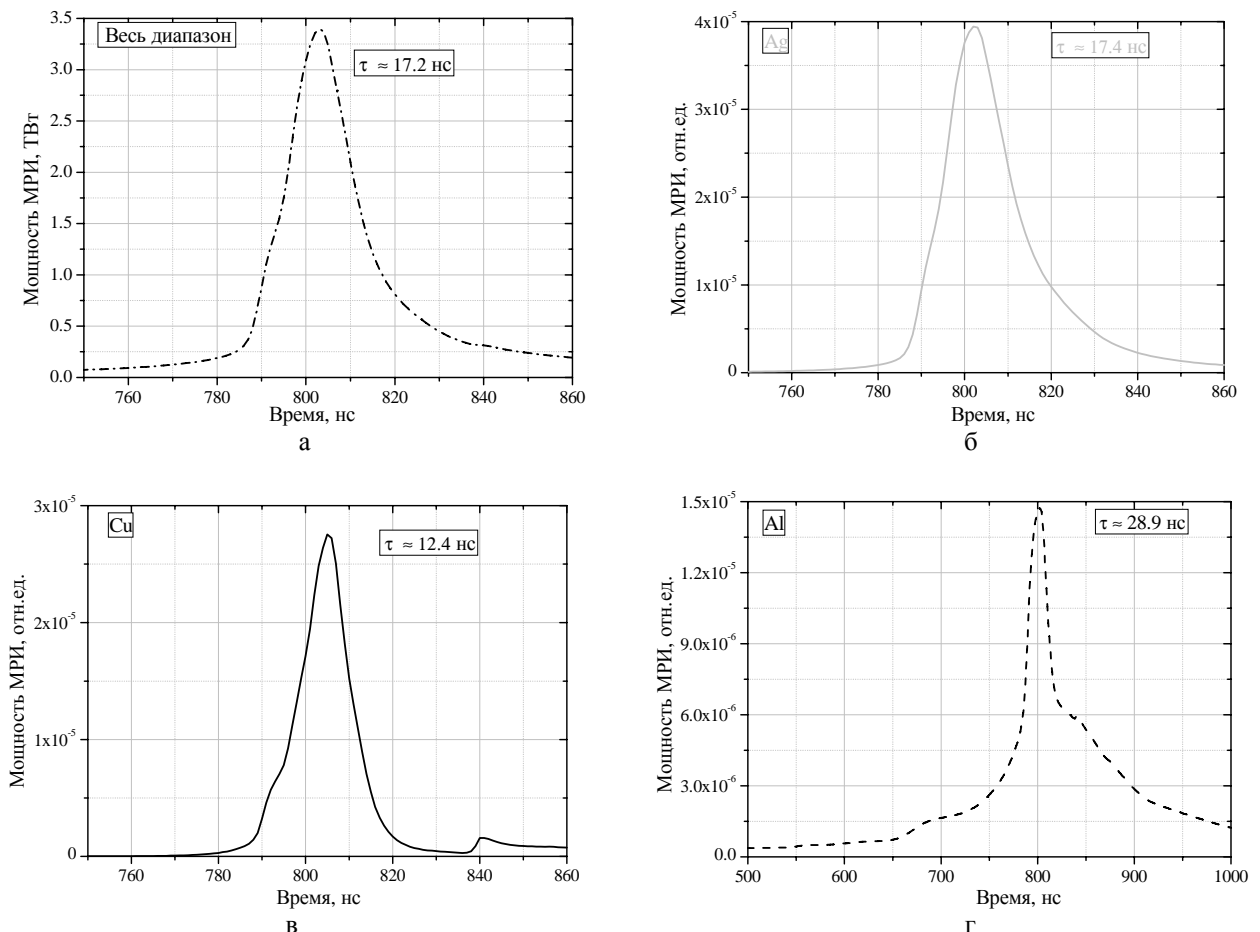 Весь диапазон
τ ≈ 17.2 нс
Мощность МРИ, ТВт
3.5
3.0
2.5
2.0
1.5
1.0
0.5
0.0
760 780 800 820 840 860
Время, нс
а
Ag
τ ≈ 17.4 нс
Мощность МРИ, отн.ед.
4x10⁻⁵
3x10⁻⁵
2x10⁻⁵
1x10⁻⁵
0
760 780 800 820 840 860
Время, нс
б
Cu
τ ≈ 12.4 нс
Мощность МРИ, отн.ед.
3x10⁻⁵
2x10⁻⁵
1x10⁻⁵
0
760 780 800 820 840 860
Время, нс
в
Al
τ ≈ 28.9 нс
Мощность МРИ, отн.ед.
1.5x10⁻⁵
1.2x10⁻⁵
9.0x10⁻⁶
6.0x10⁻⁶
3.0x10⁻⁶
0.0
500 600 700 800 900 1000
Время, нс
г